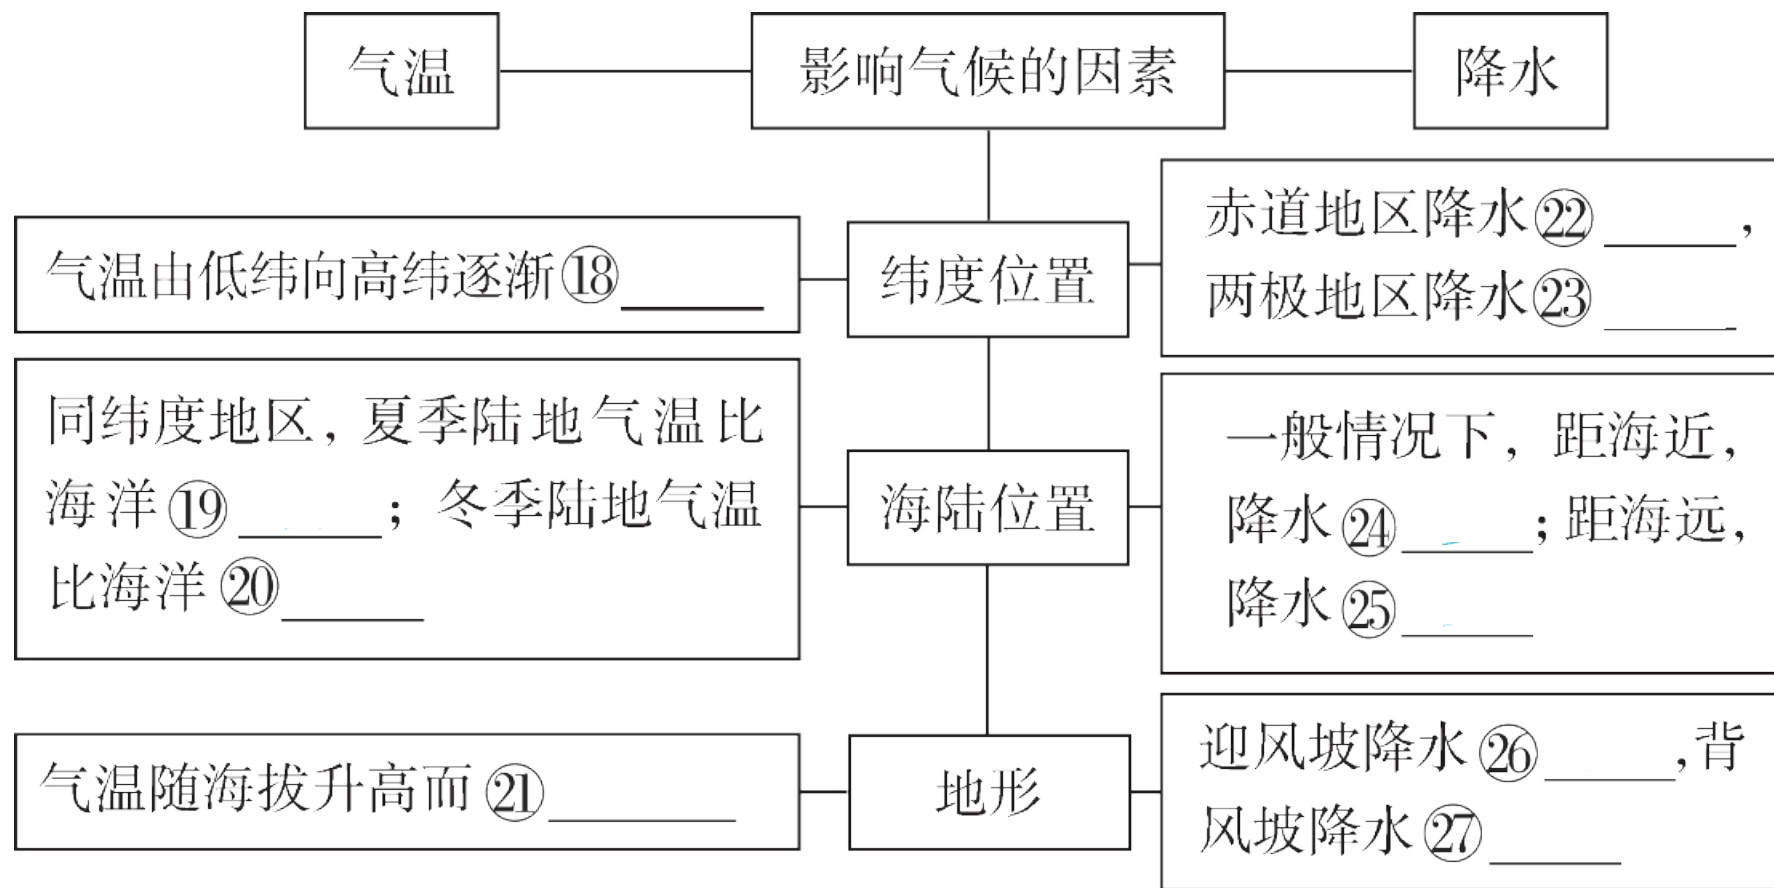 气温
影响气候的因素
降水
气温由低纬向高纬逐渐⑱______
纬度位置
赤道地区降水㉒______,
两极地区降水㉓______
同纬度地区, 夏季陆地气温比
海洋⑲______; 冬季陆地气温
比海洋⑳______
海陆位置
一般情况下, 距海近,
降水㉔______; 距海远,
降水㉕______
气温随海拔升高而㉑______
地形
迎风坡降水㉖______, 背
风坡降水㉗______